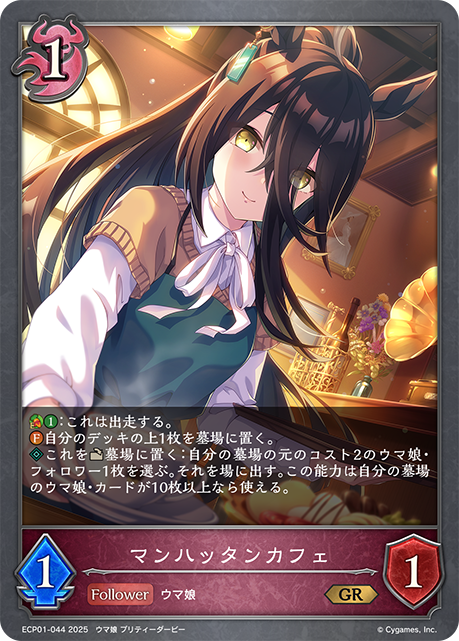 1
1：これは出走する。
F 自分のデッキの上1枚を墓場に置く。
これを墓場に置く：自分の墓場の元のコスト2のウマ娘・
フォロワー1枚を選ぶ。それを場に出す。この能力は自分の墓場
のウマ娘・カードが10枚以上なら使える。
マンハッタンカフェ
1
Follower ウマ娘
GR
1
ECP01-044 2025 ウマ娘 プリティーダービー
© Cygames, Inc.